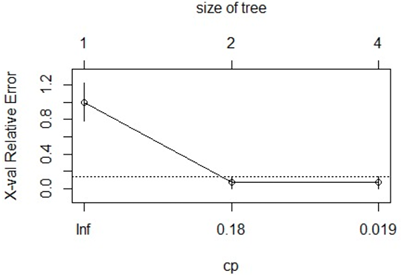 size of tree
1 2 4
X-val Relative Error
1.2
0.8
0.4
0.0
Inf 0.18 0.019
cp